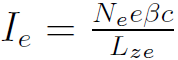 $I_e = \frac{N_e e \beta c}{L_{ze}}$